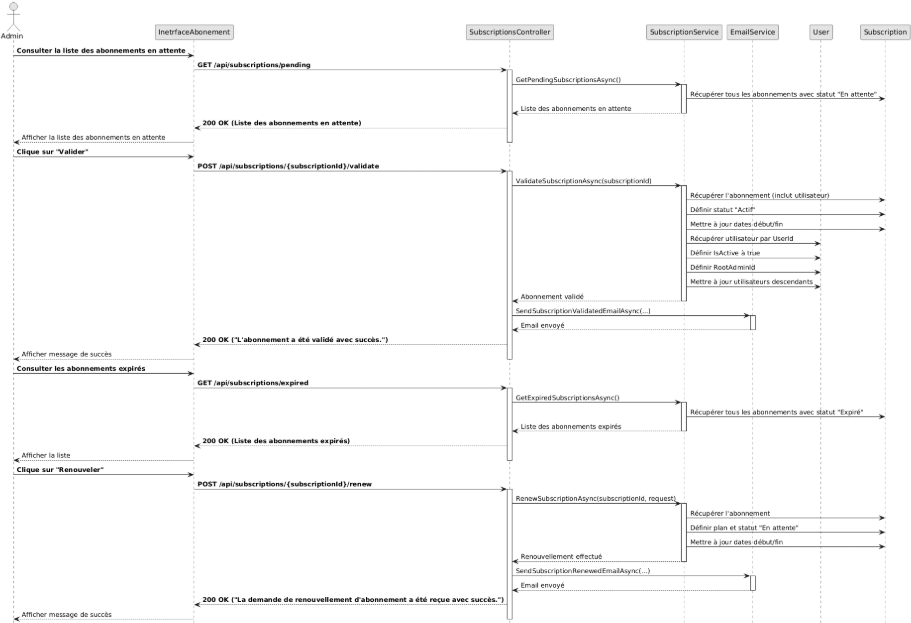 Admin
InetrfaceAbonement
SubscriptionsController
SubscriptionService
EmailService
User
Subscription
Consulter la liste des abonnements en attente
GET /api/subscriptions/pending
GetPendingSubscriptionsAsync()
Récupérer tous les abonnements avec statut "En attente"
Liste des abonnements en attente
200 OK (Liste des abonnements en attente)
Afficher la liste des abonnements en attente
Clique sur "Valider"
POST /api/subscriptions/{subscriptionId}/validate
ValidateSubscriptionAsync(subscriptionId)
Récupérer l'abonnement (inclut utilisateur)
Définir statut "Actif"
Mettre à jour dates début/fin
Récupérer utilisateur par UserId
Définir IsActive à true
Définir RootAdminId
Mettre à jour utilisateurs descendants
Abonnement validé
SendSubscriptionValidatedEmailAsync(...)
Email envoyé
200 OK ("L'abonnement a été validé avec succès.")
Afficher message de succès
Consulter les abonnements expirés
GET /api/subscriptions/expired
GetExpiredSubscriptionsAsync()
Récupérer tous les abonnements avec statut "Expiré"
Liste des abonnements expirés
200 OK (Liste des abonnements expirés)
Afficher la liste
Clique sur "Renouveler"
POST /api/subscriptions/{subscriptionId}/renew
RenewSubscriptionAsync(subscriptionId, request)
Récupérer l'abonnement
Définir plan et statut "En attente"
Mettre à jour dates début/fin
Renouvellement effectué
SendSubscriptionRenewedEmailAsync(...)
Email envoyé
200 OK ("La demande de renouvellement d'abonnement a été reçue avec succès.")
Afficher message de succès